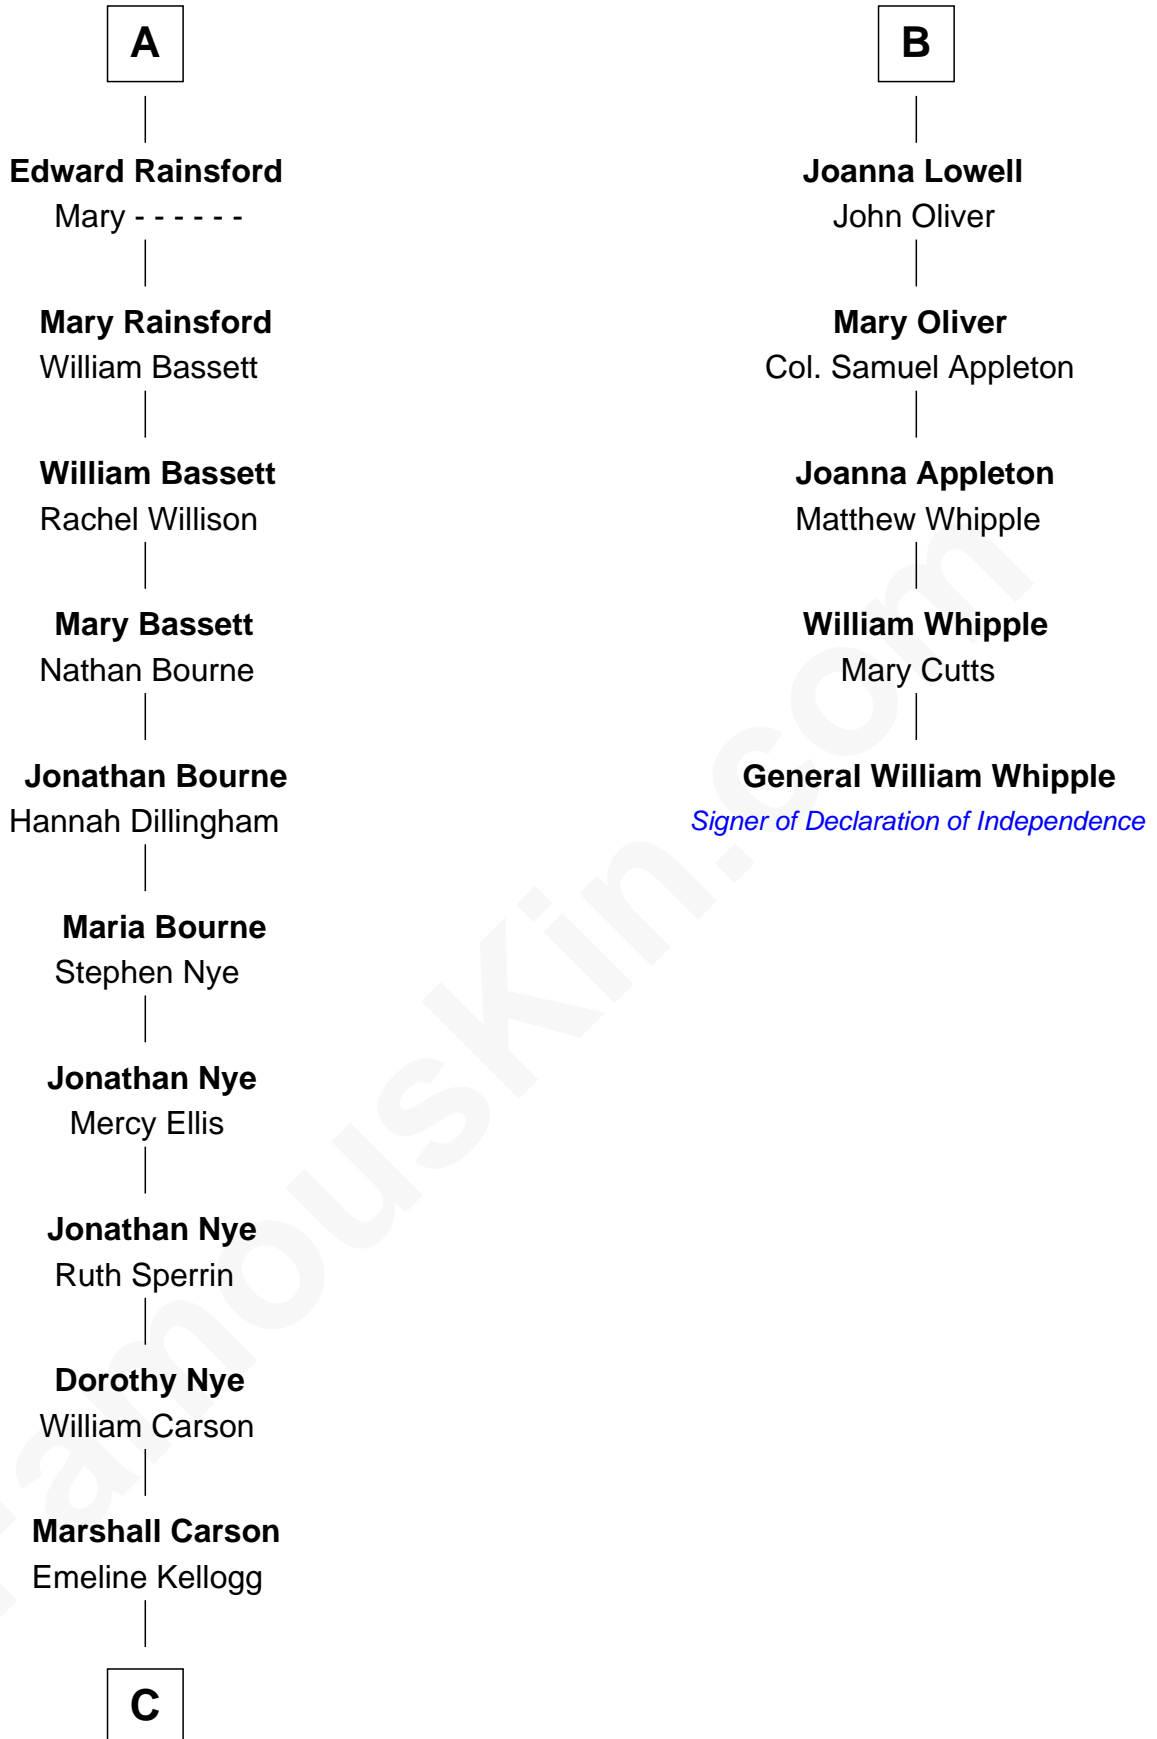 A
Edward Rainsford
Mary - - - - - -
Mary Rainsford
William Bassett
William Bassett
Rachel Willison
Mary Bassett
Nathan Bourne
Jonathan Bourne
Hannah Dillingham
Maria Bourne
Stephen Nye
Jonathan Nye
Mercy Ellis
Jonathan Nye
Ruth Sperrin
Dorothy Nye
William Carson
Marshall Carson
Emeline Kellogg
C
B
Joanna Lowell
John Oliver
Mary Oliver
Col. Samuel Appleton
Joanna Appleton
Matthew Whipple
William Whipple
Mary Cutts
General William Whipple
Signer of Declaration of Independence
FamousKin.com